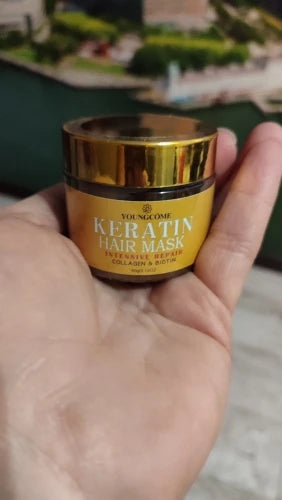 YOUNGCOME
KERATIN
HAIR MASK
INTENSIVE REPAIR
COLLAGEN & BIOTIN